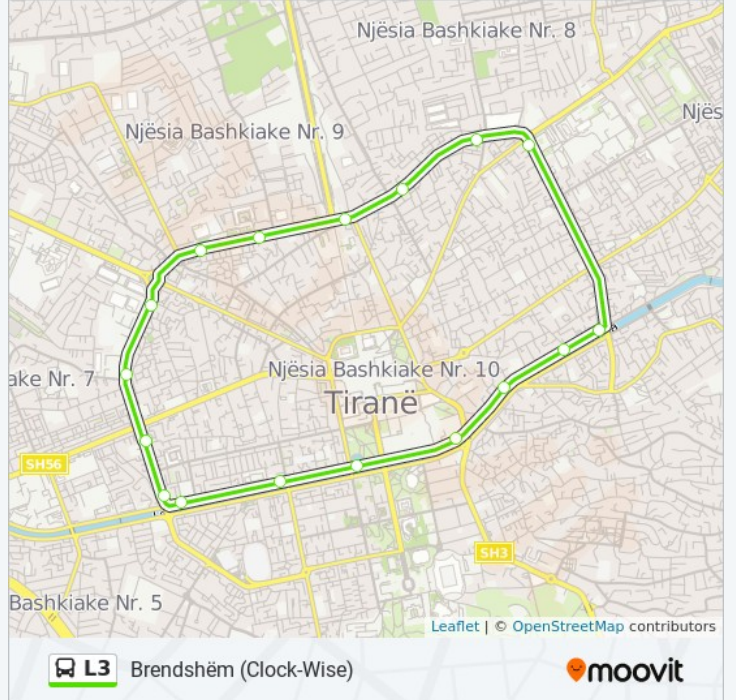 Njësia Bashkiake Nr. 8
Njës
Njësia Bashkiake Nr. 9
Njësia Bashkiake Nr. 10
ake Nr. 7
Tiranë
SH56
SH3
Bashkiake Nr. 5
Leaflet | © OpenStreetMap contributors
L3 Brendshëm (Clock-Wise)
moovit